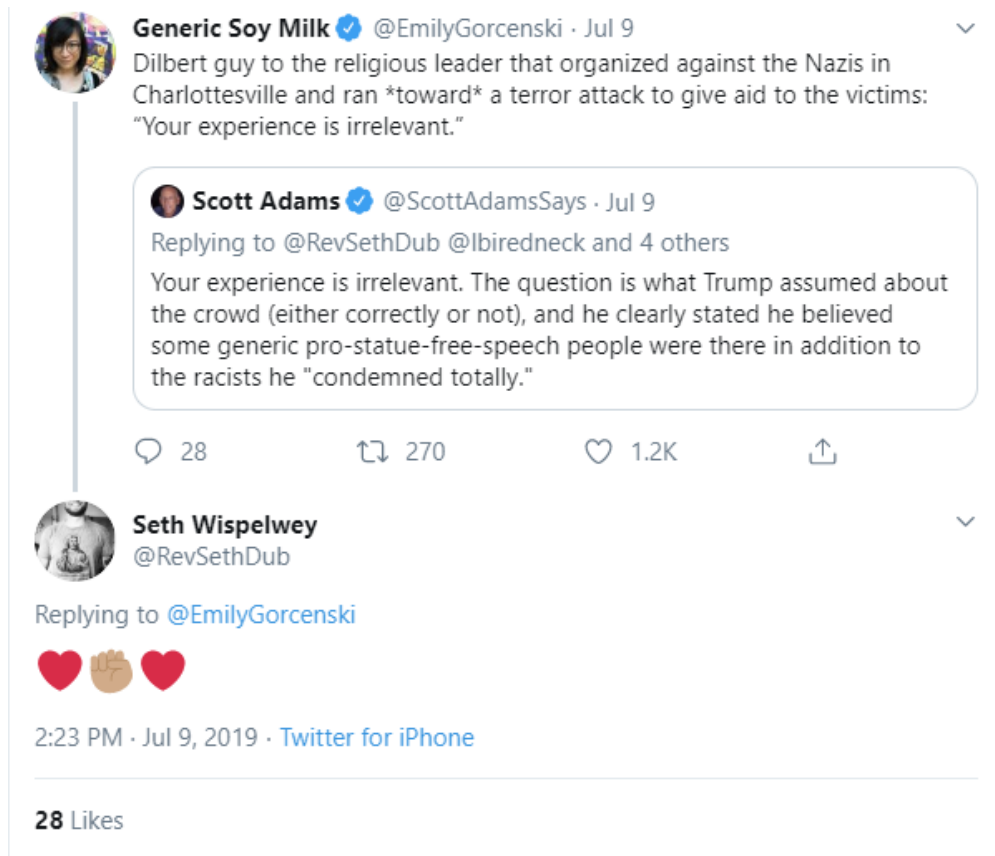 Generic Soy Milk @EmilyGorcenski · Jul 9
Dilbert guy to the religious leader that organized against the Nazis in
Charlottesville and ran *toward* a terror attack to give aid to the victims:
“Your experience is irrelevant.”
Scott Adams @ScottAdamsSays · Jul 9
Replying to @RevSethDub @lbiredneck and 4 others
Your experience is irrelevant. The question is what Trump assumed about
the crowd (either correctly or not), and he clearly stated he believed
some generic pro-statue-free-speech people were there in addition to
the racists he "condemned totally."
28 270 1.2K
Seth Wispelwey
@RevSethDub
Replying to @EmilyGorcenski
❤️✊🏽❤️
2:23 PM · Jul 9, 2019 · Twitter for iPhone
28 Likes